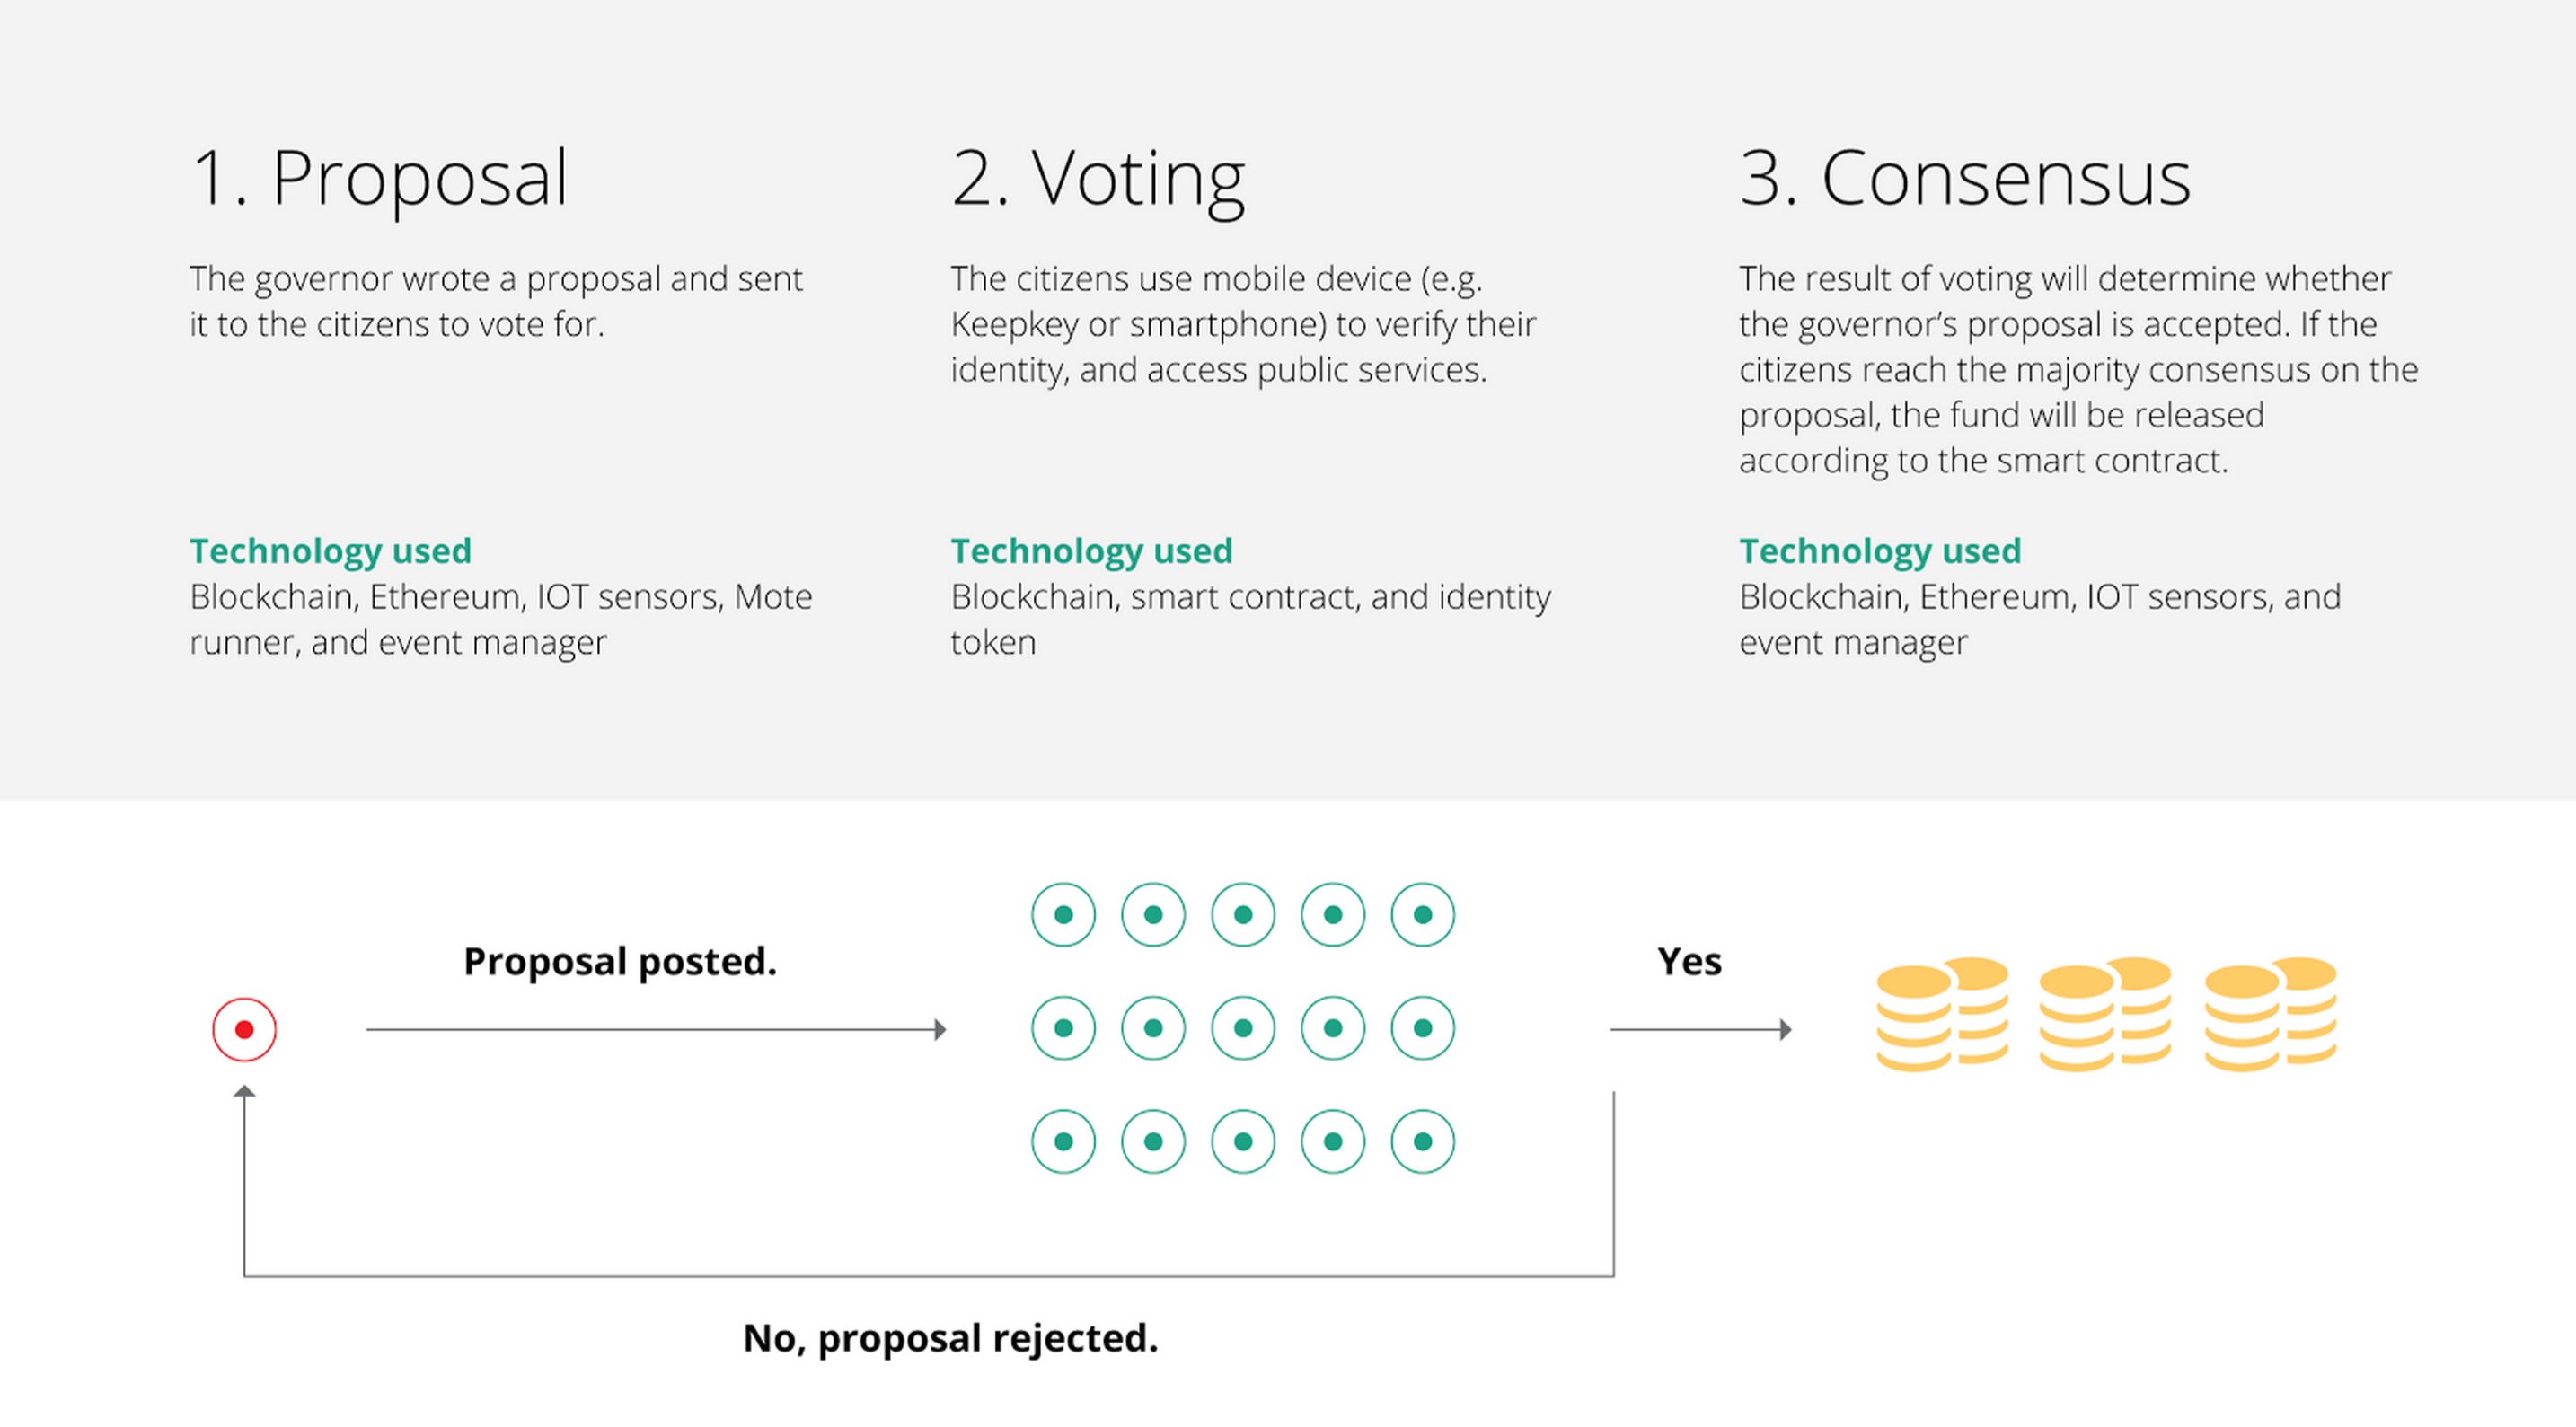 1. Proposal
The governor wrote a proposal and sent
it to the citizens to vote for.
Technology used
Blockchain, Ethereum, IOT sensors, Mote
runner, and event manager
2. Voting
The citizens use mobile device (e.g.
Keepkey or smartphone) to verify their
identity, and access public services.
Technology used
Blockchain, smart contract, and identity
token
3. Consensus
The result of voting will determine whether
the governor’s proposal is accepted. If the
citizens reach the majority consensus on the
proposal, the fund will be released
according to the smart contract.
Technology used
Blockchain, Ethereum, IOT sensors, and
event manager
Proposal posted.
Yes
No, proposal rejected.